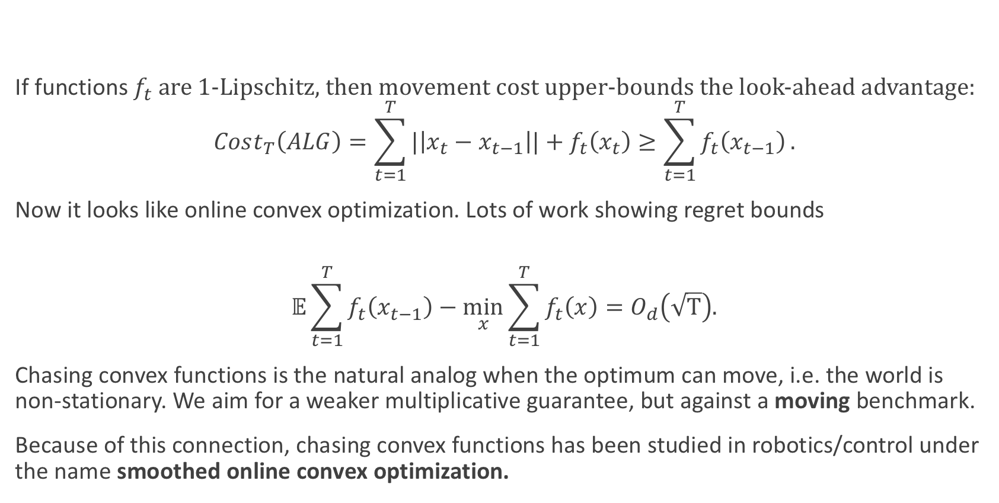 If functions $f_t$ are 1-Lipschitz, then movement cost upper-bounds the look-ahead advantage:
$Cost_T(ALG) = \sum_{t=1}^{T} ||x_t - x_{t-1}|| + f_t(x_t) \geq \sum_{t=1}^{T} f_t(x_{t-1}).$
Now it looks like online convex optimization. Lots of work showing regret bounds
$\mathbb{E} \sum_{t=1}^{T} f_t(x_{t-1}) - \min_{x} \sum_{t=1}^{T} f_t(x) = O_d(\sqrt{T}).$
Chasing convex functions is the natural analog when the optimum can move, i.e. the world is
non-stationary. We aim for a weaker multiplicative guarantee, but against a moving benchmark.
Because of this connection, chasing convex functions has been studied in robotics/control under
the name smoothed online convex optimization.